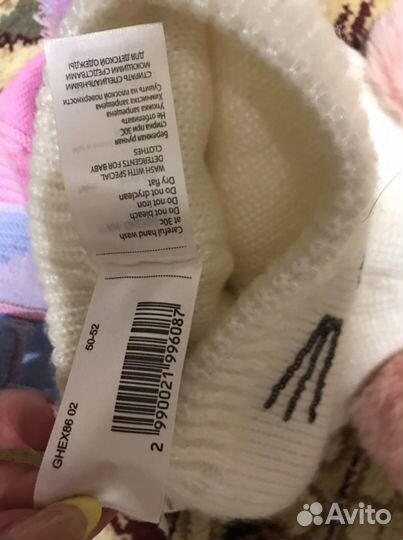 Careful hand wash
at 30c
Do not bleach
Do not iron
Do not dryclean
Dry flat
WASH WITH SPECIAL
DETERGENTS FOR BABY
CLOTHES
Бережная ручная
стирка при 30С
Не отбеливать
Утюжка запрещена
Химчистка запрещена
Сушить на плоской поверхности
СТИРАТЬ СПЕЦИАЛЬНЫМИ
МОЮЩИМИ СРЕДСТВАМИ
ДЛЯ ДЕТСКОЙ ОДЕЖДЫ
GHEX86 02
50-52
2 990021 996087
Avito